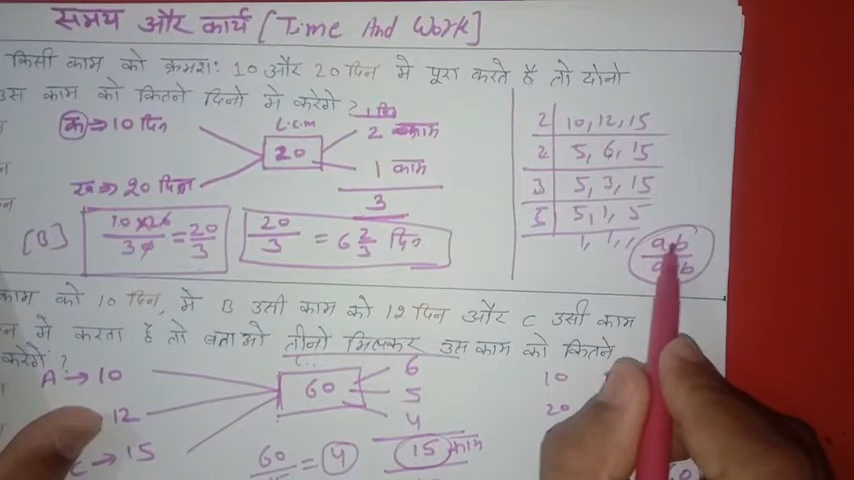 समय और कार्य [Time And Work]
किसी काम को क्रमशः 10 और 20 दिन मे पूरा करते है तो दोनो
उस काम को कितने दिनो मे करेगे ?
क ⇒ 10 दिन
L.C.M
20
1 दिन
2 काम
ख ⇒ 20 दिन
1 काम
3
[B]
= 20/3
20/3 = 6 2/3 दिन
2 | 10, 12, 15
2 | 5, 6, 15
3 | 5, 3, 15
5 | 5, 1, 5
1, 1, 1
काम को 10 दिन, मे B उसी काम को 12 दिन और C उसी काम
मे करता है तो बताओ तीनो मिलकर उस काम को कितने
करेगें ?
A → 10
60
6
12
5
C → 15
4
15 काम
60
= 4
10
20